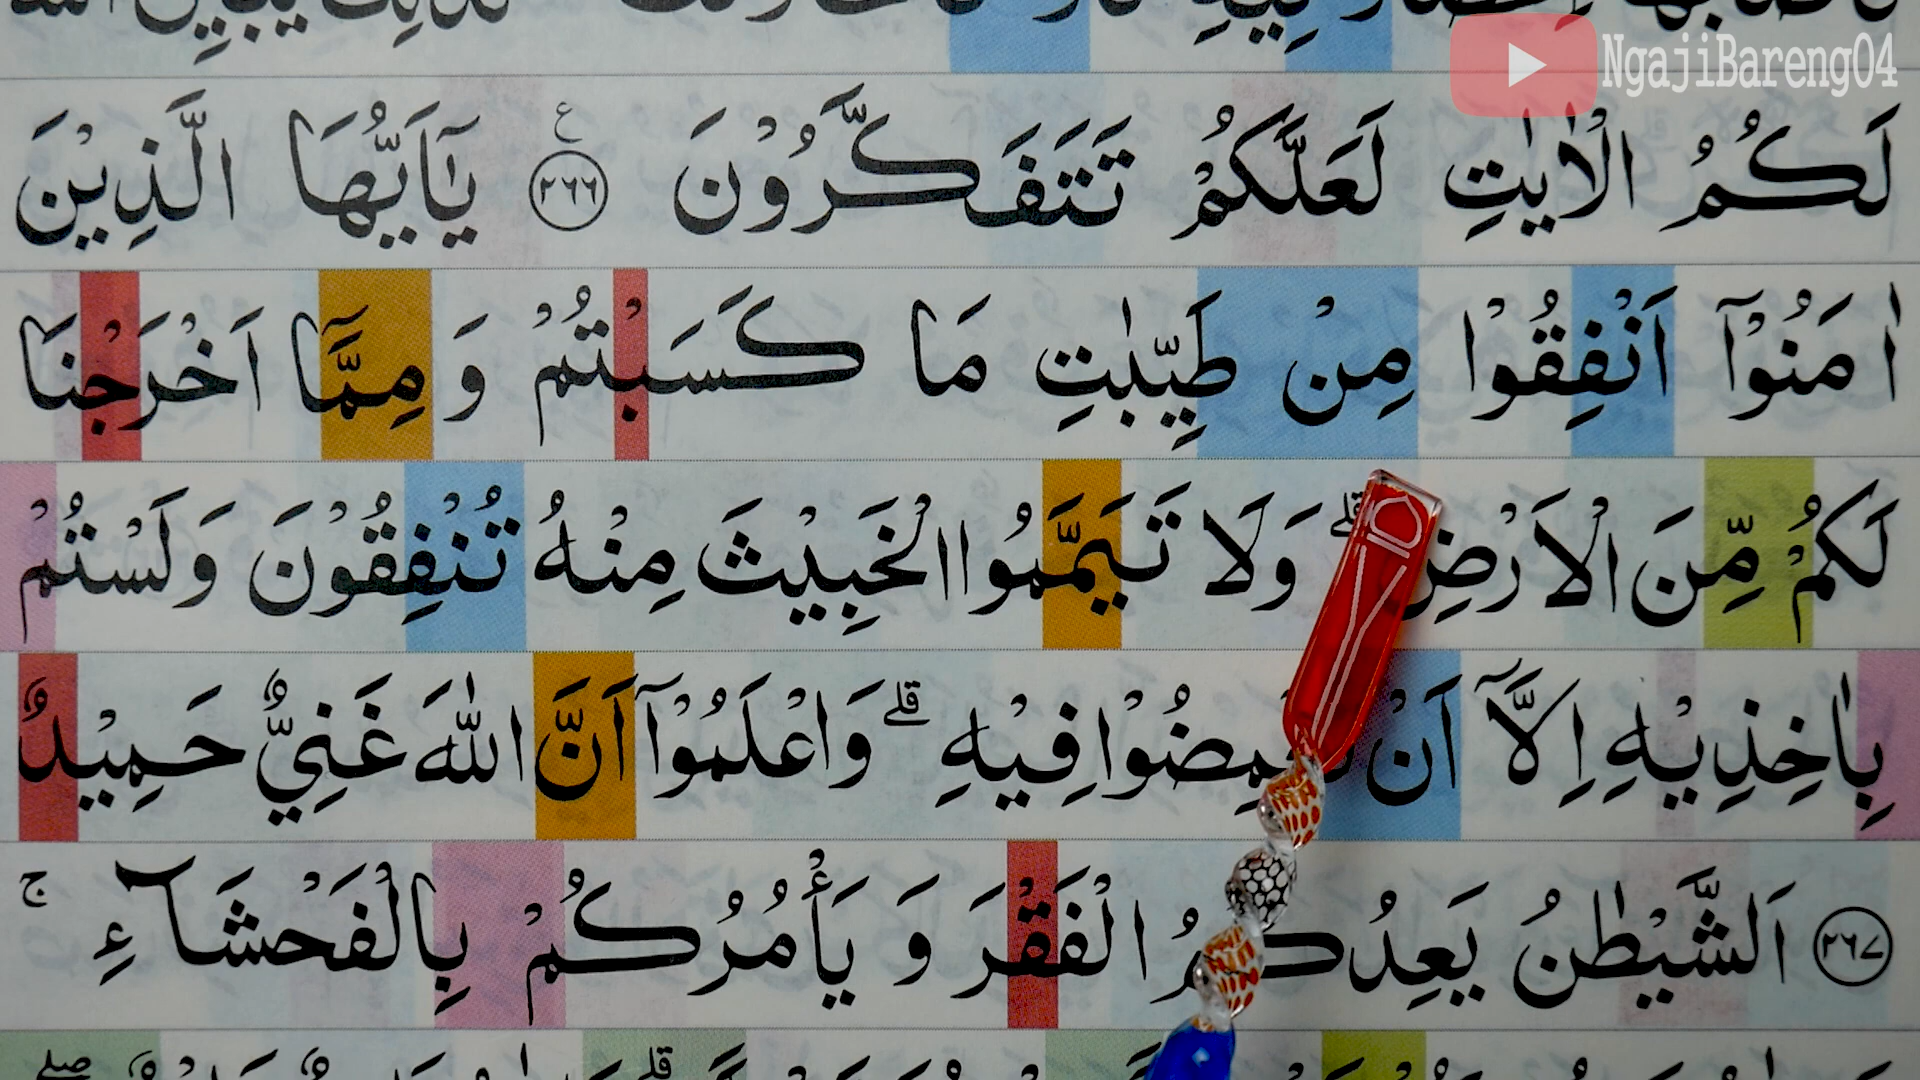 NgajiBareng04
لَكُمُ الْاٰيٰتِ لَعَلَّكُمْ تَتَفَكَّرُوْنَ ٢٦٦ ع يٰٓاَيُّهَا الَّذِيْنَ
اٰمَنُوْٓا اَنْفِقُوْا مِنْ طَيِّبٰتِ مَا كَسَبْتُمْ وَ مِمَّآ اَخْرَجْنَا
لَكُمْ مِّنَ الْاَرْضِ ۗ وَلَا تَيَمَّمُوا الْخَبِيْثَ مِنْهُ تُنْفِقُوْنَ وَلَسْتُمْ
بِاٰخِذِيْهِ اِلَّآ اَنْ فِيْهِ ۗ وَاعْلَمُوْٓا اَنَّ اللّٰهَ غَنِيٌّ حَمِيْدٌ
٢٦٧ اَلشَّيْطٰنُ يَعِدُكُمُ الْفَقْرَ وَ يَأْمُرُكُمْ بِالْفَحْشَاۤءِ ۚ